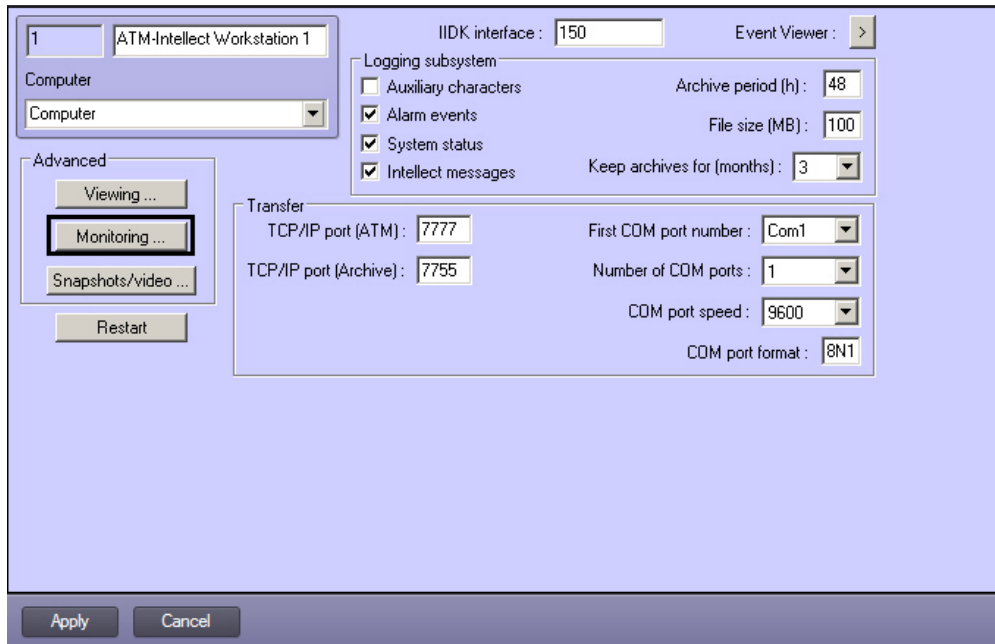 1 ATM-Intellect Workstation 1
Computer
Computer
IIDK interface : 150
Event Viewer : >
Logging subsystem
Auxiliary characters
Alarm events
System status
Intellect messages
Archive period (h) : 48
File size (MB) : 100
Keep archives for (months) : 3
Advanced
Viewing ...
Monitoring ...
Snapshots/video ...
Restart
Transfer
TCP/IP port (ATM) : 7777
TCP/IP port (Archive) : 7755
First COM port number : Com1
Number of COM ports : 1
COM port speed : 9600
COM port format : 8N1
Apply Cancel